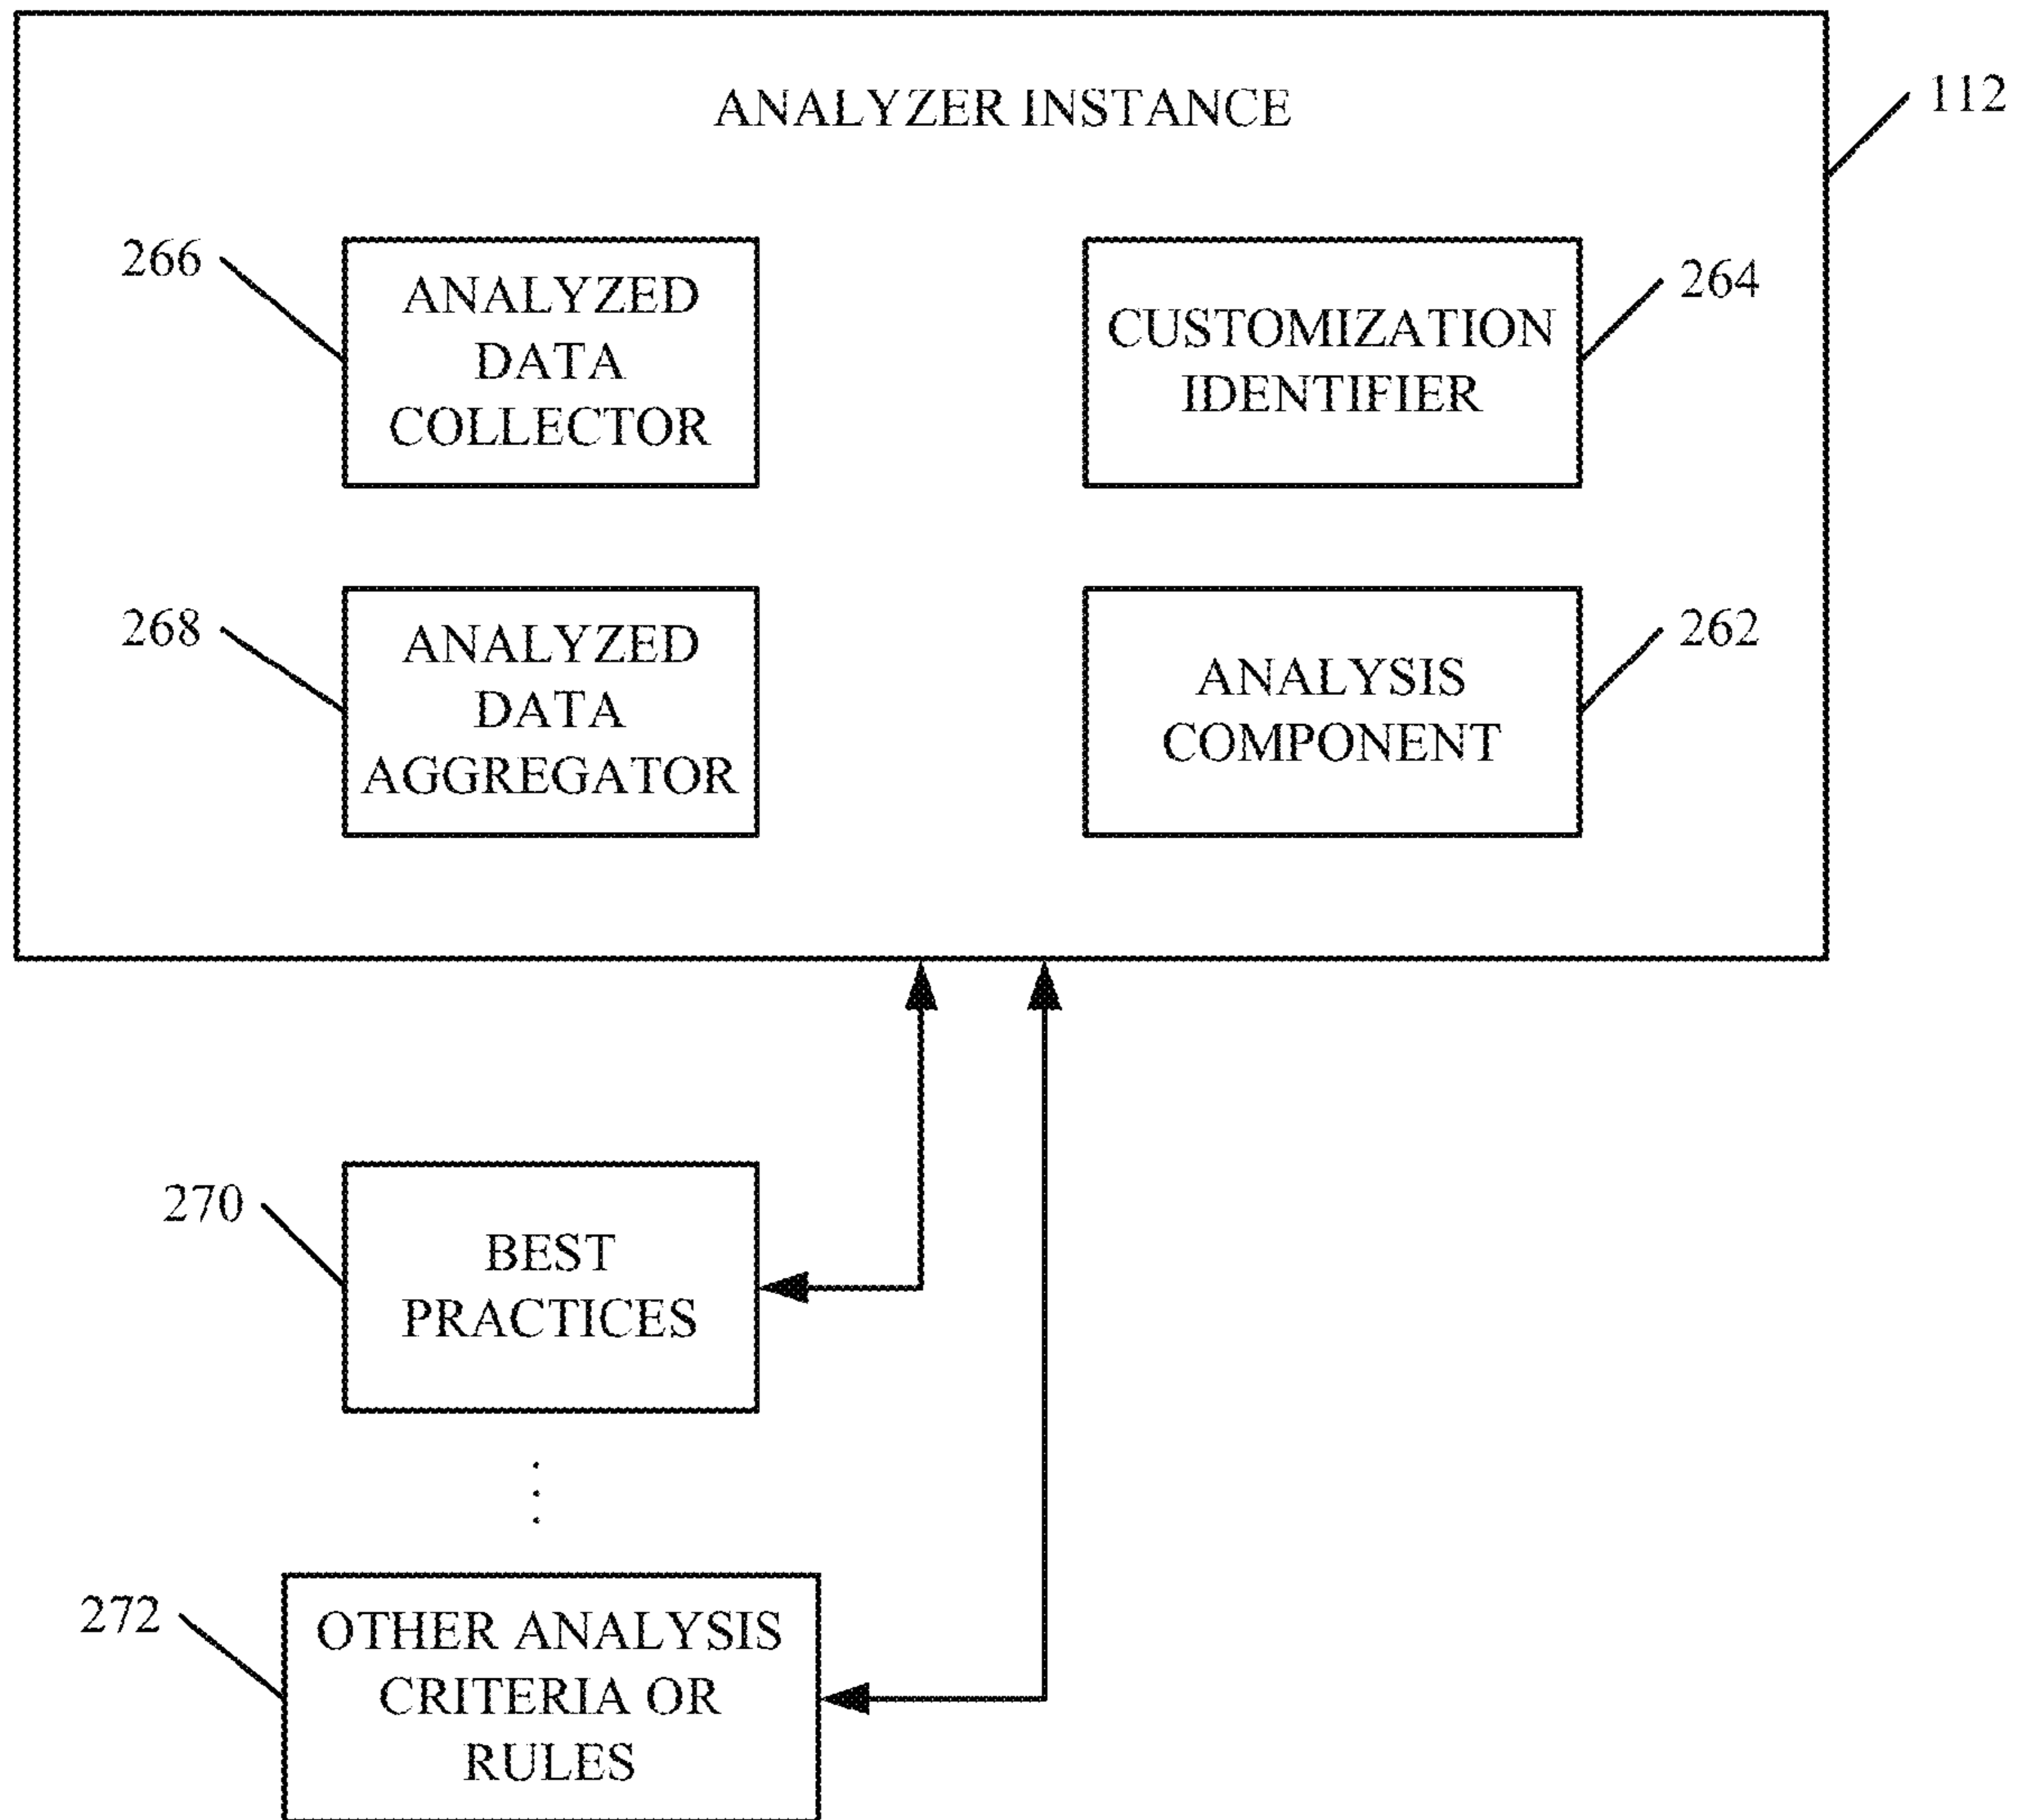 ANALYZER INSTANCE
112
266
ANALYZED
DATA
COLLECTOR
CUSTOMIZATION
IDENTIFIER
264
268
ANALYZED
DATA
AGGREGATOR
ANALYSIS
COMPONENT
262
270
BEST
PRACTICES
272
OTHER ANALYSIS
CRITERIA OR
RULES